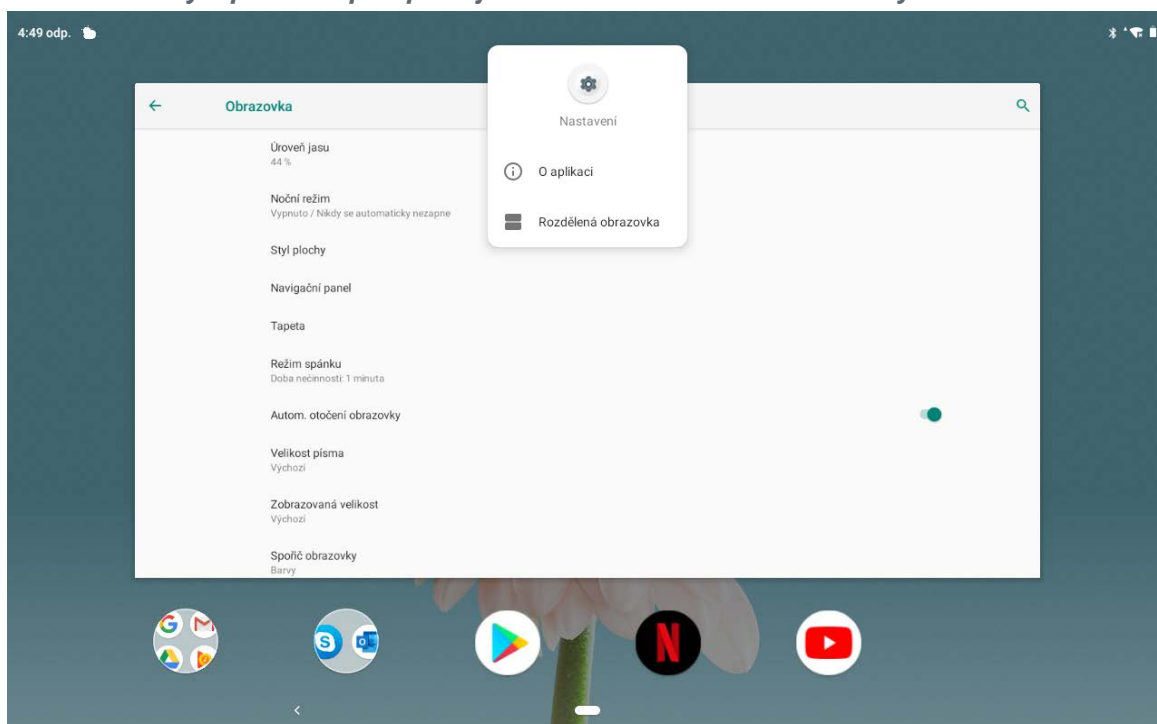 4:49 odp.
Nastavení
Obrazovka
O aplikaci
Rozdělená obrazovka
Úroveň jasu
44 %
Noční režim
Vypnuto / Nikdy se automaticky nezapne
Styl plochy
Navigační panel
Tapeta
Režim spánku
Doba nečinnosti: 1 minuta
Autom. otočení obrazovky
Velikost písma
Výchozí
Zobrazovaná velikost
Výchozí
Spořič obrazovky
Barvy